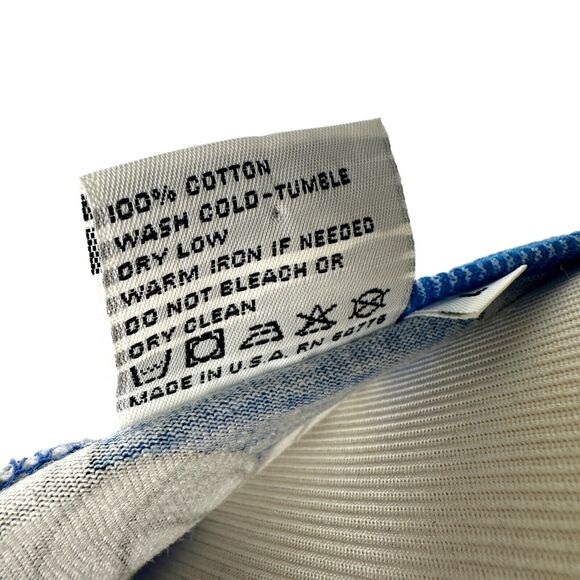 100% COTTON
WASH COLD-TUMBLE
DRY LOW
WARM IRON IF NEEDED
DO NOT BLEACH OR
DRY CLEAN
MADE IN U.S.A. RN 60776